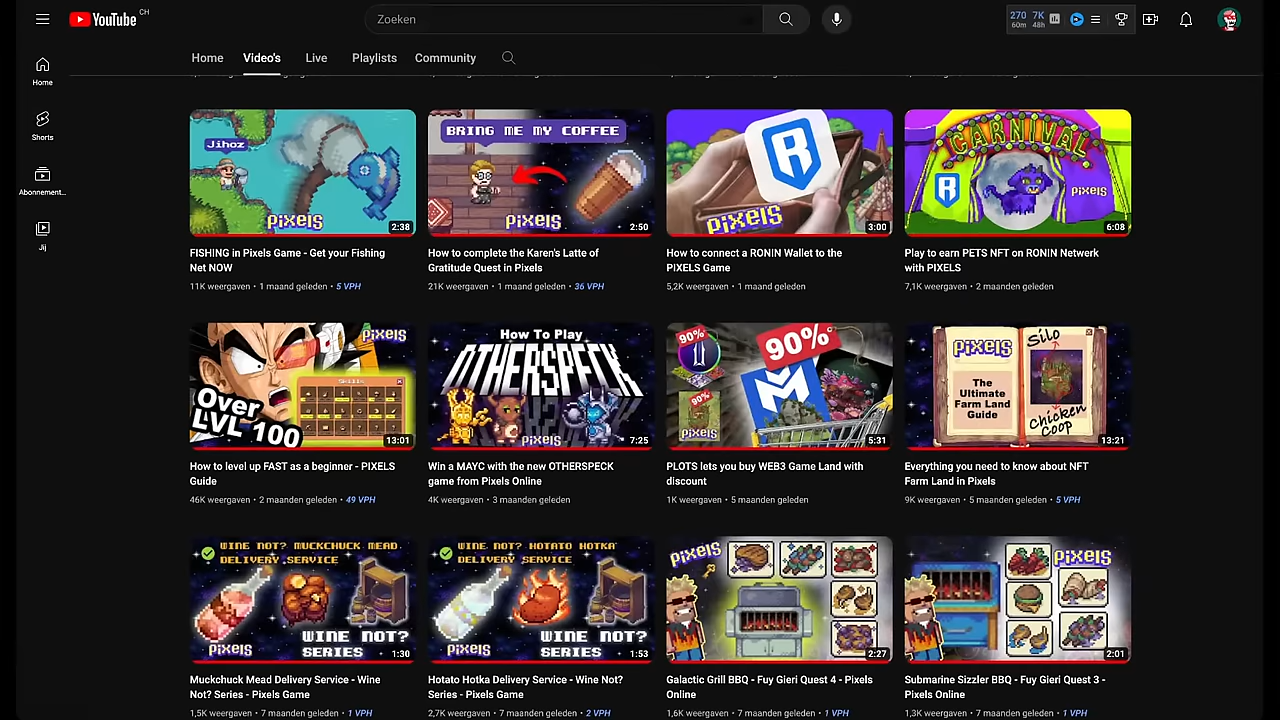 YouTube CH
Zoeken
270 7K
60m 48h
Home Video's Live Playlists Community
Home
Shorts
Abonnement...
Jij
Jihoz
pixels
2:38
BRING ME MY COFFEE
pixels
2:50
pixels
3:00
CARNIVAL
pixels
6:08
FISHING in Pixels Game - Get your Fishing
Net NOW
11K weergaven • 1 maand geleden • 5 VPH
How to complete the Karen's Latte of
Gratitude Quest in Pixels
21K weergaven • 1 maand geleden • 36 VPH
How to connect a RONIN Wallet to the
PIXELS Game
5,2K weergaven • 1 maand geleden
Play to earn PETS NFT on RONIN Netwerk
with PIXELS
7,1K weergaven • 2 maanden geleden
pixels
Skills
Over
LVL 100
13:01
How To Play
OTHERSPECK
pixels
7:25
90%
90%
90%
pixels
5:31
pixels
The
Ultimate
Farm Land
Guide
Silo
Chicken
Coop
13:21
How to level up FAST as a beginner - PIXELS
Guide
46K weergaven • 2 maanden geleden • 49 VPH
Win a MAYC with the new OTHERSPECK
game from Pixels Online
4K weergaven • 3 maanden geleden
PLOTS lets you buy WEB3 Game Land with
discount
1K weergaven • 5 maanden geleden
Everything you need to know about NFT
Farm Land in Pixels
9K weergaven • 5 maanden geleden • 5 VPH
WINE NOT? MUCKCHUCK MEAD
DELIVERY SERVICE
WINE NOT?
SERIES
pixels
1:30
WINE NOT? HOTATO HOTKA
DELIVERY SERVICE
WINE NOT?
SERIES
pixels
1:53
pixels
2:27
pixels
2:01
Muckchuck Mead Delivery Service - Wine
Not? Series - Pixels Game
1,5K weergaven • 7 maanden geleden • 1 VPH
Hotato Hotka Delivery Service - Wine Not?
Series - Pixels Game
2,7K weergaven • 7 maanden geleden • 2 VPH
Galactic Grill BBQ - Fuy Gieri Quest 4 - Pixels
Online
1,6K weergaven • 7 maanden geleden • 1 VPH
Submarine Sizzler BBQ - Fuy Gieri Quest 3 -
Pixels Online
1,3K weergaven • 7 maanden geleden • 1 VPH